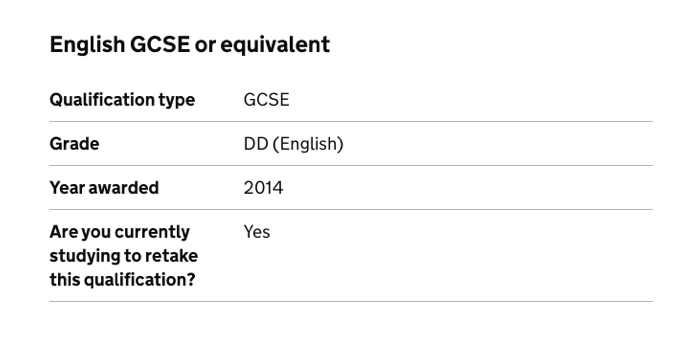 English GCSE or equivalent
Qualification type GCSE
Grade DD (English)
Year awarded 2014
Are you currently Yes
studying to retake
this qualification?